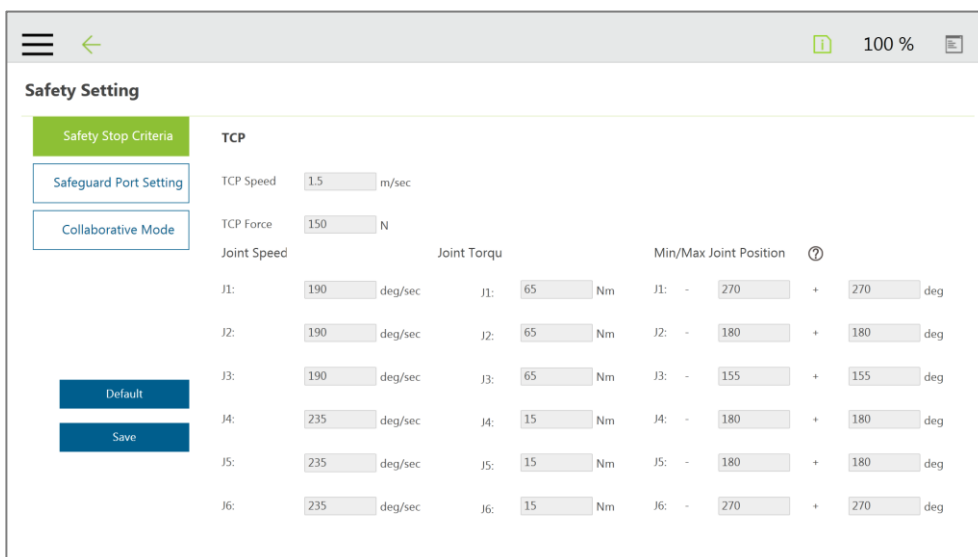 100 %
Safety Setting
Safety Stop Criteria
Safeguard Port Setting
Collaborative Mode
Default
Save
TCP
TCP Speed 1.5 m/sec
TCP Force 150 N
Joint Speed Joint Torqu Min/Max Joint Position ?
J1: 190 deg/sec J1: 65 Nm J1: - 270 + 270 deg
J2: 190 deg/sec J2: 65 Nm J2: - 180 + 180 deg
J3: 190 deg/sec J3: 65 Nm J3: - 155 + 155 deg
J4: 235 deg/sec J4: 15 Nm J4: - 180 + 180 deg
J5: 235 deg/sec J5: 15 Nm J5: - 180 + 180 deg
J6: 235 deg/sec J6: 15 Nm J6: - 270 + 270 deg